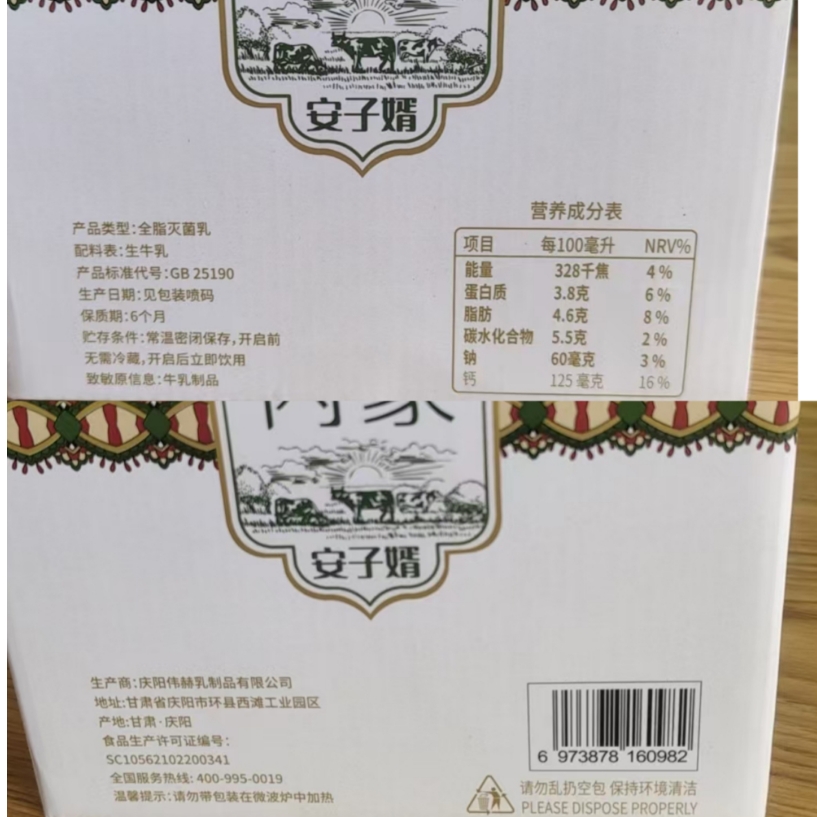 安子婿
产品类型:全脂灭菌乳
配料表:生牛乳
产品标准代号:GB 25190
生产日期:见包装喷码
保质期:6个月
贮存条件:常温密闭保存,开启前
无需冷藏,开启后立即饮用
致敏原信息:牛乳制品
营养成分表
项目 每100毫升 NRV%
能量 328千焦 4%
蛋白质 3.8克 6%
脂肪 4.6克 8%
碳水化合物 5.5克 2%
钠 60毫克 3%
钙 125毫克 16%
安子婿
生产商:庆阳伟赫乳制品有限公司
地址:甘肃省庆阳市环县西滩工业园区
产地:甘肃·庆阳
食品生产许可证编号:
SC10562102200341
全国服务热线: 400-995-0019
温馨提示:请勿带包装在微波炉中加热
6 973878 160982
请勿乱扔空包 保持环境清洁
PLEASE DISPOSE PROPERLY